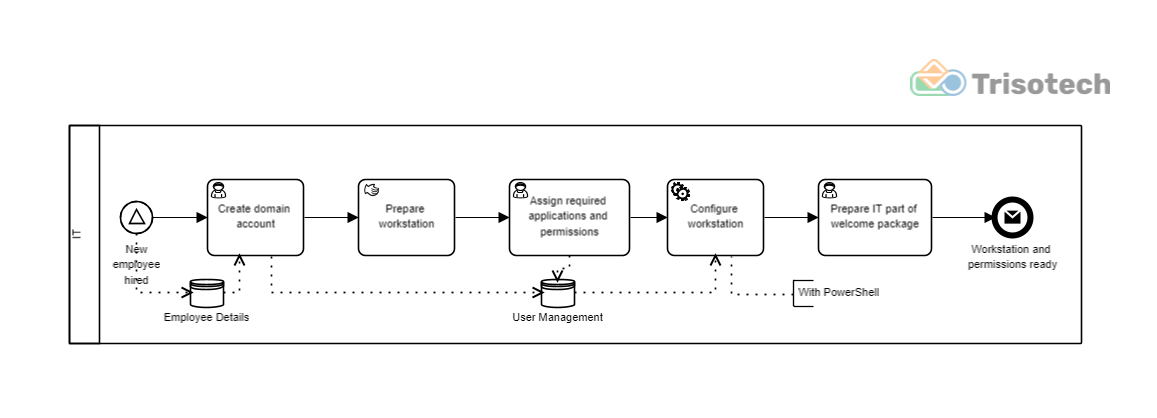 Trisotech
IT
New
employee
hired
Create domain
account
Prepare
workstation
Assign required
applications and
permissions
Configure
workstation
Prepare IT part of
welcome package
Workstation and
permissions ready
Employee Details
User Management
With PowerShell